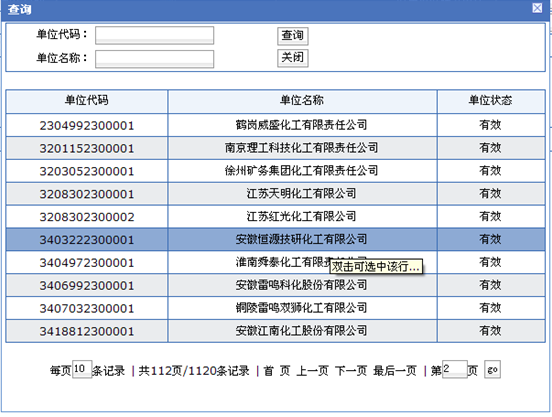 查询
单位代码： 查询
单位名称： 关闭
单位代码 单位名称 单位状态
2304992300001 鹤岗威盛化工有限责任公司 有效
3201152300001 南京理工科技化工有限责任公司 有效
3203052300001 徐州矿务集团化工有限责任公司 有效
3208302300001 江苏天明化工有限公司 有效
3208302300002 江苏红光化工有限公司 有效
3403222300001 安徽恒源技研化工有限公司 有效
3404972300001 淮南舜泰化工有限责任公司 有效
双击可选中该行...
3406992300001 安徽雷鸣科化股份有限公司 有效
3407032300001 铜陵雷鸣双狮化工有限公司 有效
3418812300001 安徽江南化工股份有限公司 有效
每页10条记录 | 共112页/1120条记录 | 首 页 上一页 下一页 最后一页 | 第2页 go